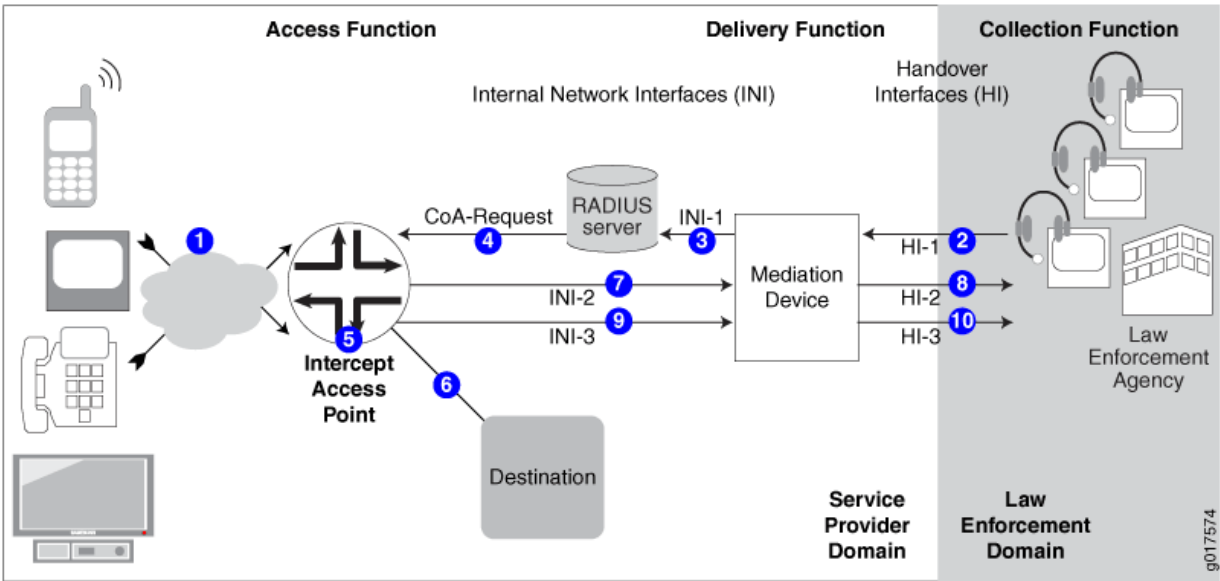 Access Function
Delivery Function
Collection Function
Internal Network Interfaces (INI)
Handover
Interfaces (HI)
1
CoA-Request
4
RADIUS
server
INI-1
3
HI-1
2
Mediation
Device
7
INI-2
8
HI-2
9
INI-3
10
HI-3
5
Intercept
Access
Point
6
Destination
Law
Enforcement
Agency
Service
Provider
Domain
Law
Enforcement
Domain
g017574